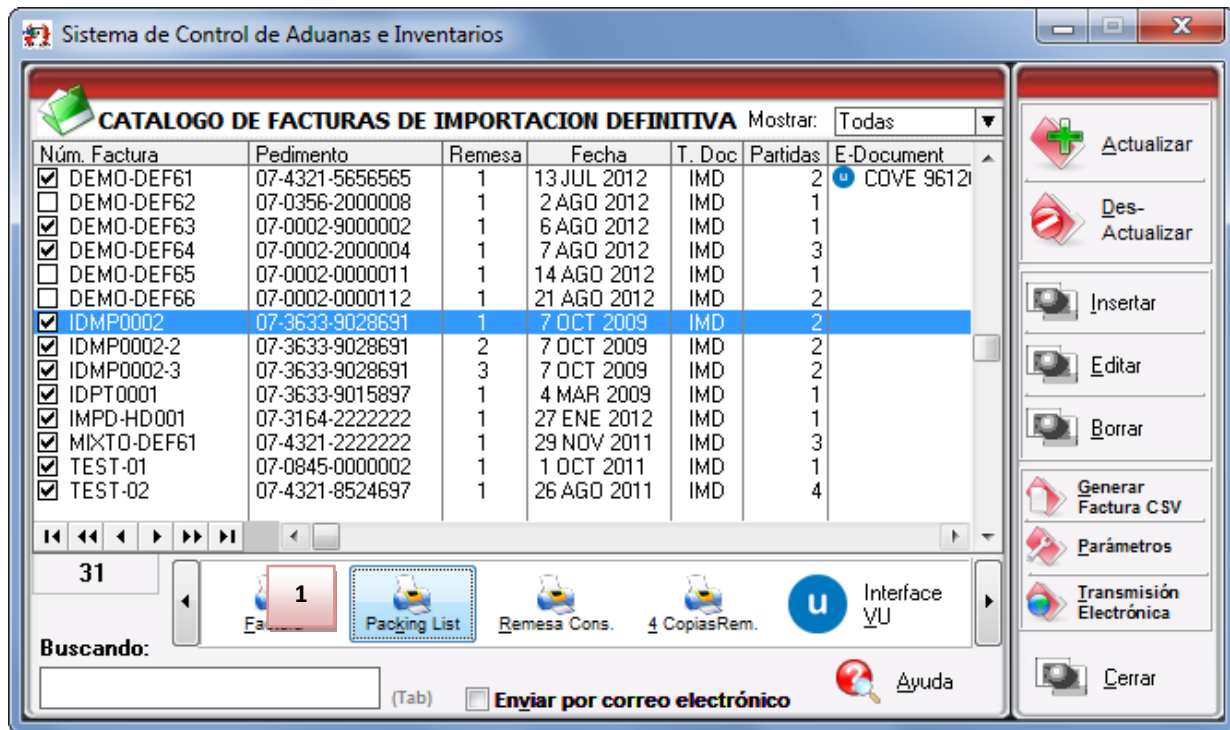 Sistema de Control de Aduanas e Inventarios
X
CATALOGO DE FACTURAS DE IMPORTACION DEFINITIVA Mostrar: Todas
Núm. Factura Pedimento Remesa Fecha T. Doc Partidas E-Document
DEMO-DEF61 07-4321-5656565 1 13 JUL 2012 IMD 2 u COVE 9612
DEMO-DEF62 07-0356-2000008 1 2 AGO 2012 IMD 1
DEMO-DEF63 07-0002-9000002 1 6 AGO 2012 IMD 1
DEMO-DEF64 07-0002-2000004 1 7 AGO 2012 IMD 3
DEMO-DEF65 07-0002-0000011 1 14 AGO 2012 IMD 1
DEMO-DEF66 07-0002-0000112 1 21 AGO 2012 IMD 2
IDMP0002 07-3633-9028691 1 7 OCT 2009 IMD 2
IDMP0002-2 07-3633-9028691 2 7 OCT 2009 IMD 2
IDMP0002-3 07-3633-9028691 3 7 OCT 2009 IMD 2
IDPT0001 07-3633-9015897 1 4 MAR 2009 IMD 1
IMPD-HD001 07-3164-2222222 1 27 ENE 2012 IMD 1
MIXTO-DEF61 07-4321-2222222 1 29 NOV 2011 IMD 3
TEST-01 07-0845-0000002 1 1 OCT 2011 IMD 1
TEST-02 07-4321-8524697 1 26 AGO 2011 IMD 4
31
1
Packing List
Remesa Cons.
4 CopiasRem.
u
Interface
VU
Buscando:
(Tab)
Enviar por correo electrónico
Ayuda
Actualizar
Des-
Actualizar
Insertar
Editar
Borrar
Generar
Factura CSV
Parámetros
Transmisión
Electrónica
Cerrar